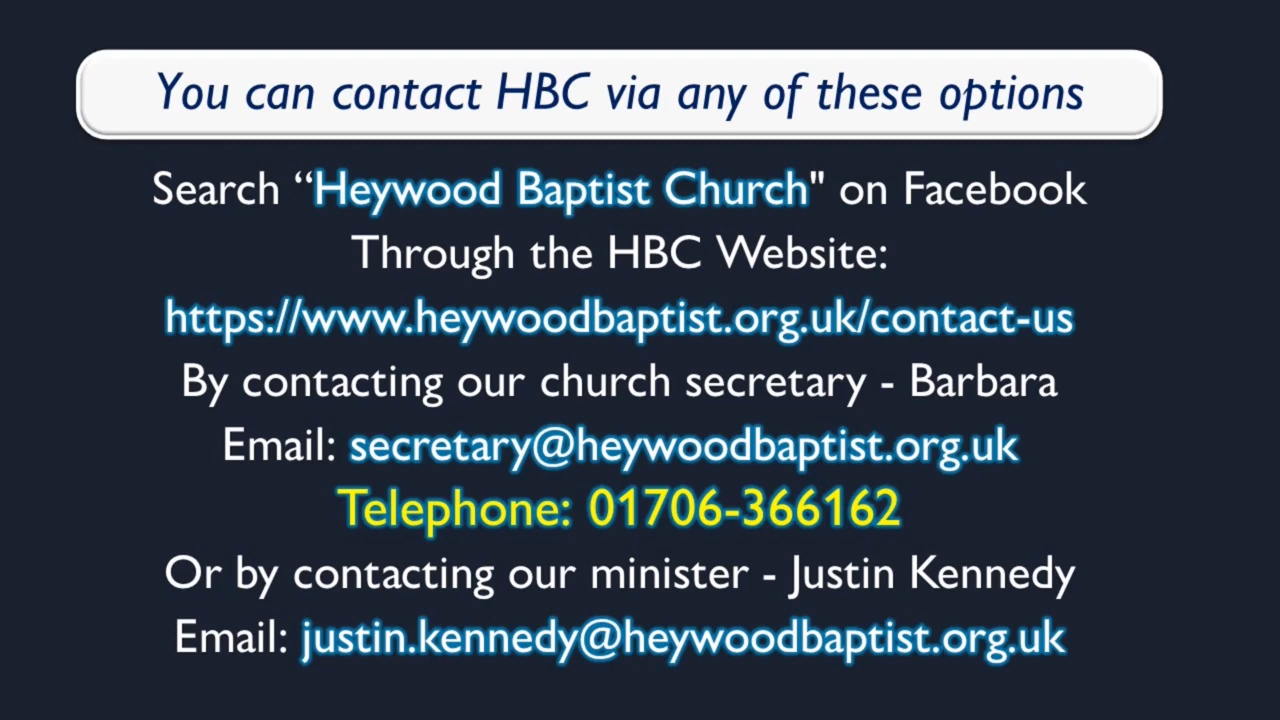 You can contact HBC via any of these options
Search “Heywood Baptist Church" on Facebook
Through the HBC Website:
https://www.heywoodbaptist.org.uk/contact-us
By contacting our church secretary - Barbara
Email: secretary@heywoodbaptist.org.uk
Telephone: 01706-366162
Or by contacting our minister - Justin Kennedy
Email: justin.kennedy@heywoodbaptist.org.uk